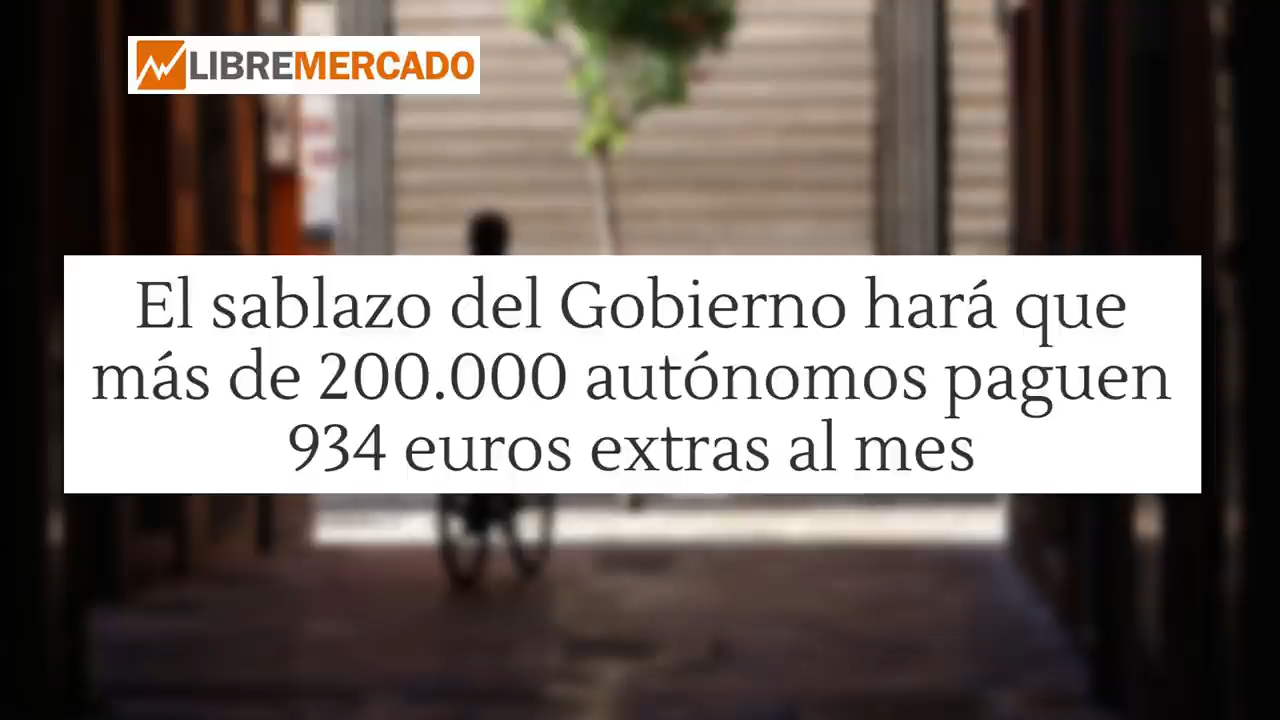 LIBREMERCADO
El sablazo del Gobierno hará que
más de 200.000 autónomos paguen
934 euros extras al mes